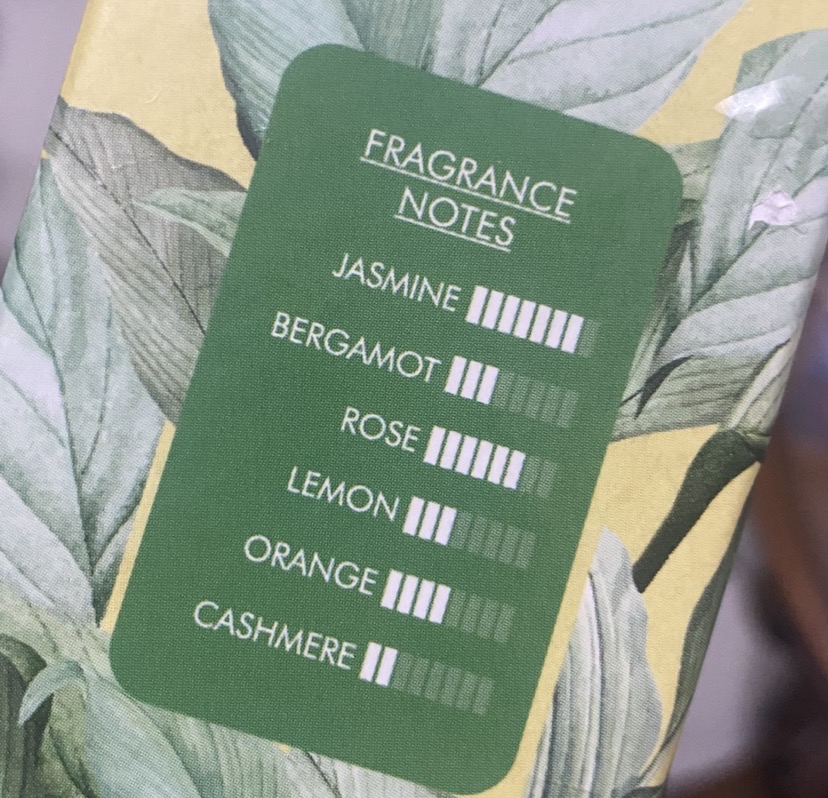 FRAGRANCE
NOTES
JASMINE
BERGAMOT
ROSE
LEMON
ORANGE
CASHMERE